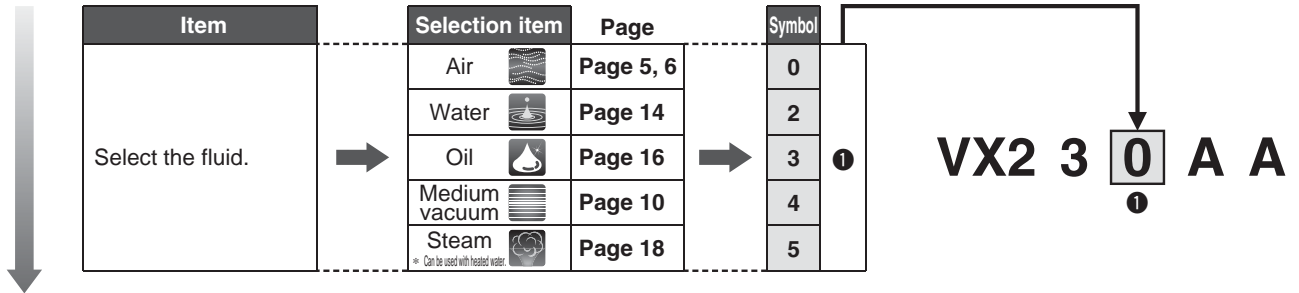 Item Selection item Page Symbol
Air Page 5, 6 0
Water Page 14 2
Select the fluid. Oil Page 16 3 ❶ VX2 3 0 A A
❶
Medium
vacuum Page 10 4
Steam Page 18 5
＊ Can be used with heated water.